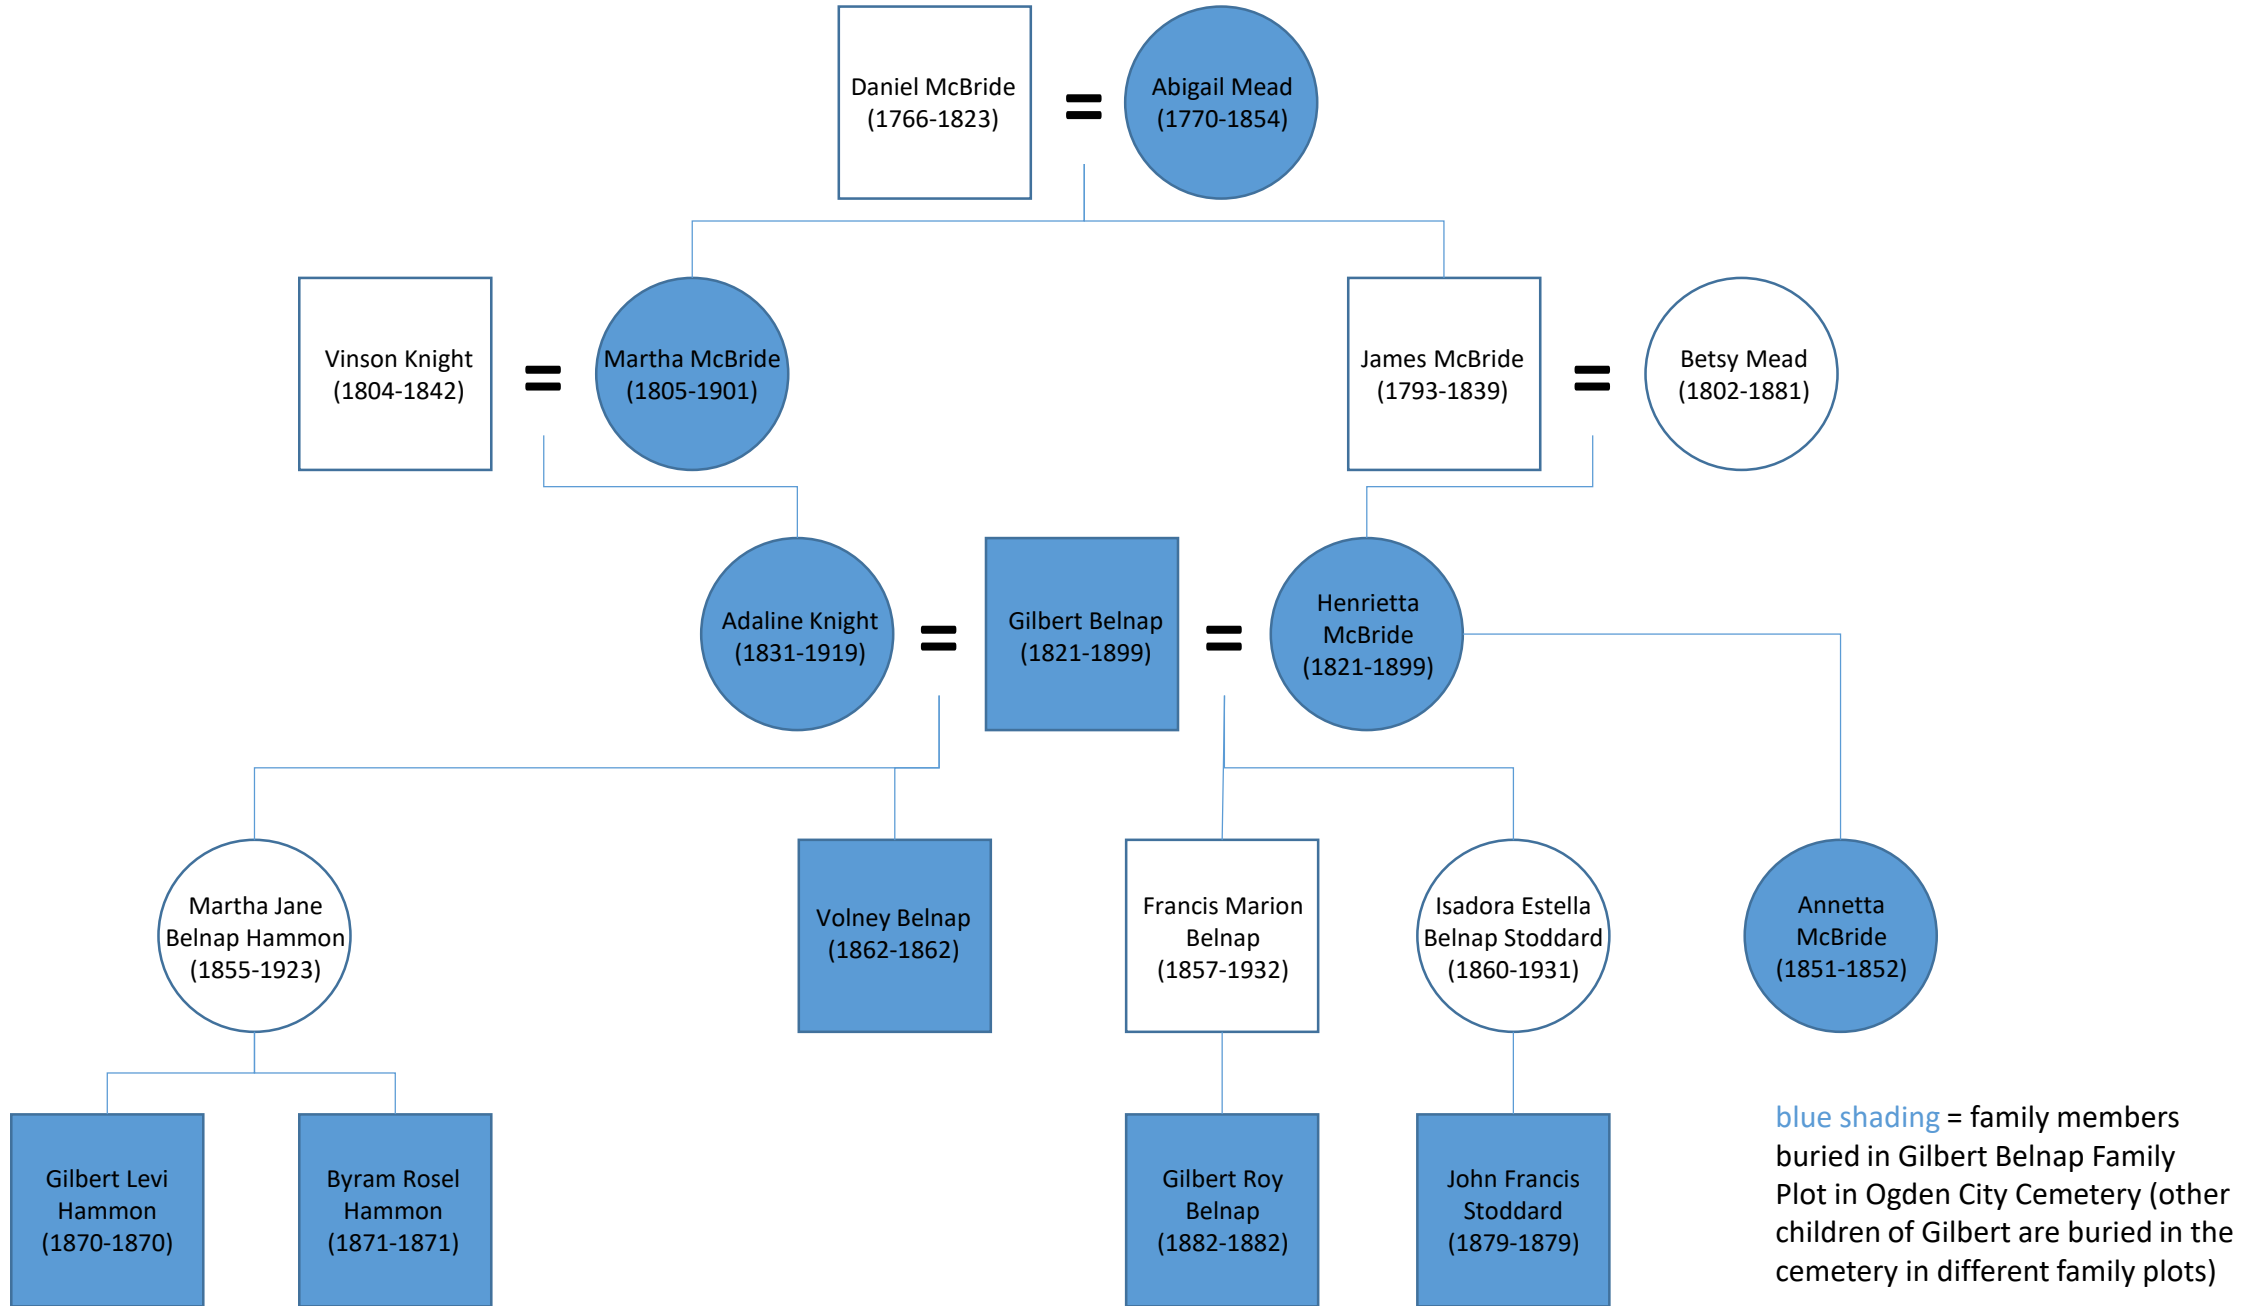 Daniel McBride
(1766-1823)
=
Abigail Mead
(1770-1854)
Vinson Knight
(1804-1842)
=
Martha McBride
(1805-1901)
James McBride
(1793-1839)
=
Betsy Mead
(1802-1881)
Adaline Knight
(1831-1919)
=
Gilbert Belnap
(1821-1899)
=
Henrietta
McBride
(1821-1899)
Martha Jane
Belnap Hammon
(1855-1923)
Volney Belnap
(1862-1862)
Francis Marion
Belnap
(1857-1932)
Isadora Estella
Belnap Stoddard
(1860-1931)
Annetta
McBride
(1851-1852)
Gilbert Levi
Hammon
(1870-1870)
Byram Rosel
Hammon
(1871-1871)
Gilbert Roy
Belnap
(1882-1882)
John Francis
Stoddard
(1879-1879)
blue shading = family members
buried in Gilbert Belnap Family
Plot in Ogden City Cemetery (other
children of Gilbert are buried in the
cemetery in different family plots)